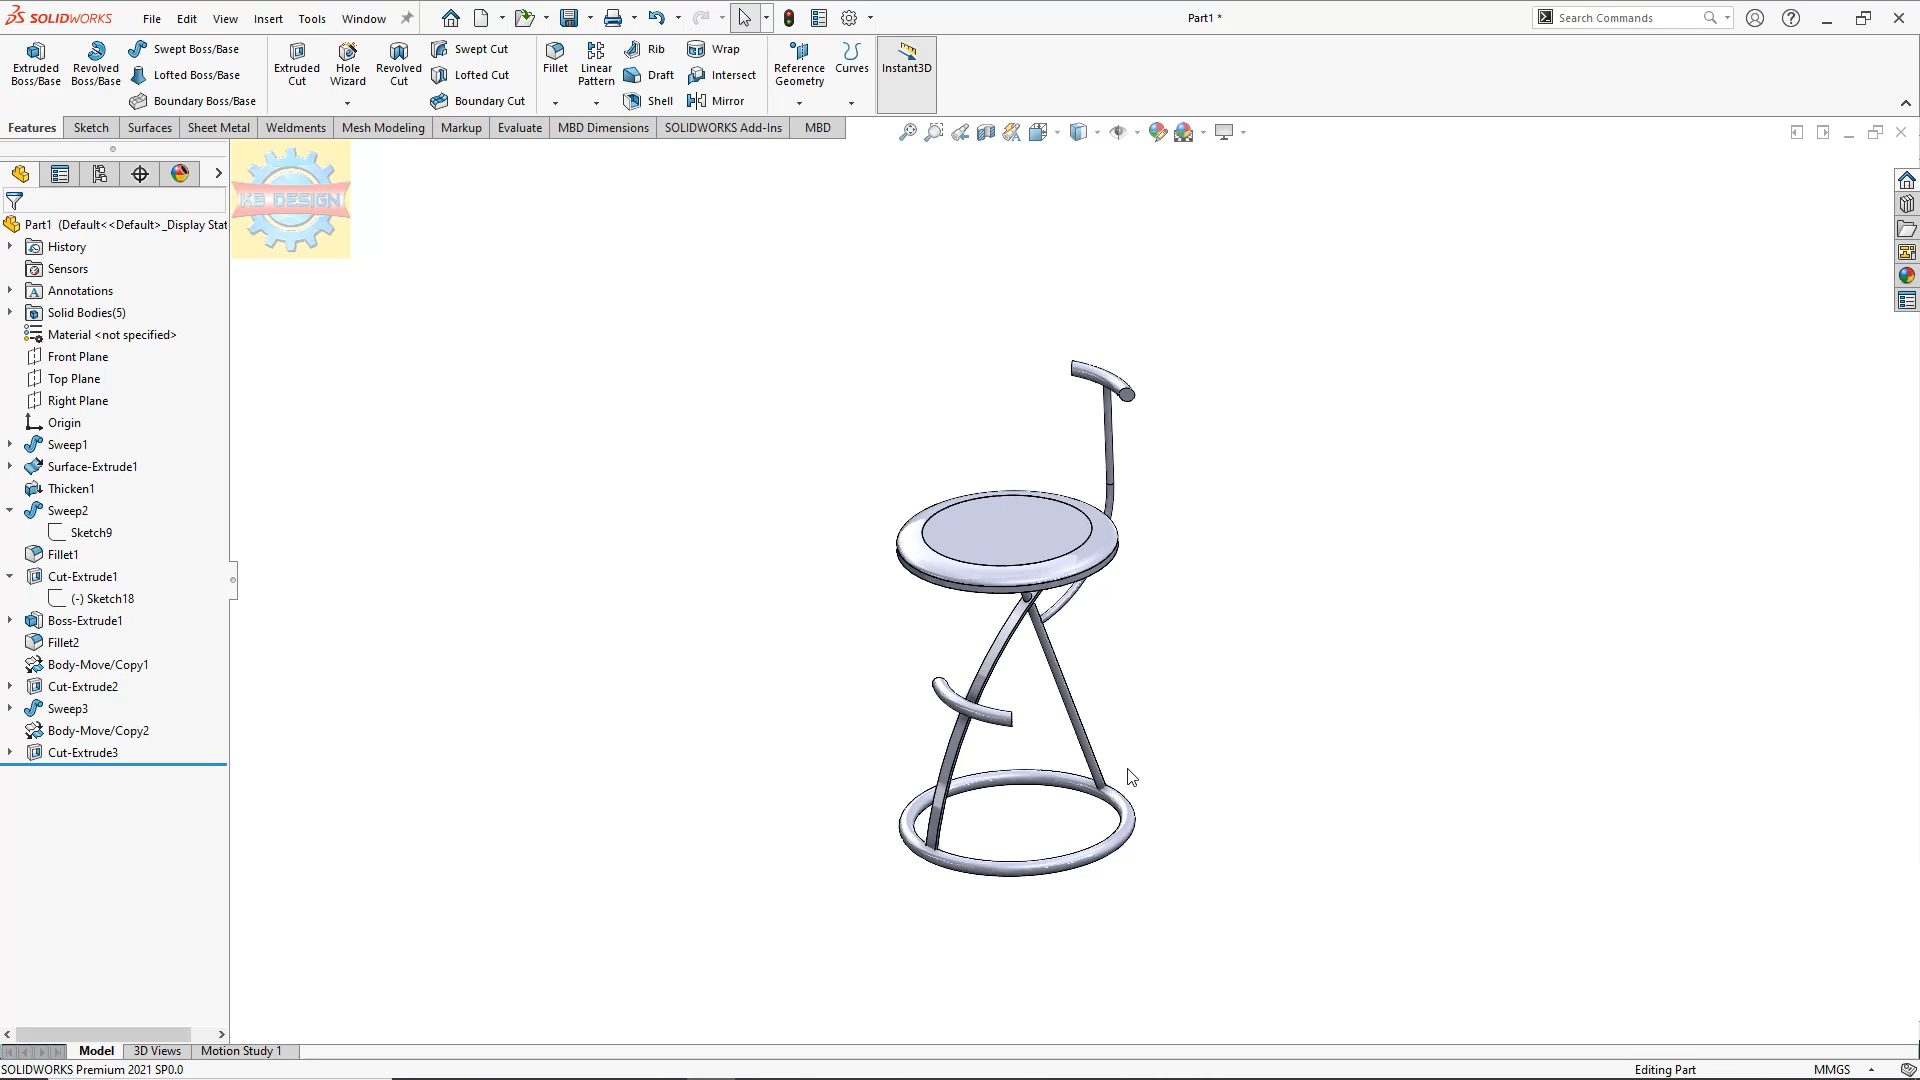 SOLIDWORKS
File Edit View Insert Tools Window
Part1 *
Search Commands
Extruded Boss/Base
Revolved Boss/Base
Swept Boss/Base
Lofted Boss/Base
Boundary Boss/Base
Extruded Cut
Hole Wizard
Revolved Cut
Swept Cut
Lofted Cut
Boundary Cut
Fillet
Linear Pattern
Rib
Draft
Shell
Wrap
Intersect
Mirror
Reference Geometry
Curves
Instant3D
Features Sketch Surfaces Sheet Metal Weldments Mesh Modeling Markup Evaluate MBD Dimensions SOLIDWORKS Add-Ins MBD
KS DESIGN
Part1 (Default<<Default>_Display Stat
History
Sensors
Annotations
Solid Bodies(5)
Material <not specified>
Front Plane
Top Plane
Right Plane
Origin
Sweep1
Surface-Extrude1
Thicken1
Sweep2
Sketch9
Fillet1
Cut-Extrude1
(-) Sketch18
Boss-Extrude1
Fillet2
Body-Move/Copy1
Cut-Extrude2
Sweep3
Body-Move/Copy2
Cut-Extrude3
Model 3D Views Motion Study 1
SOLIDWORKS Premium 2021 SP0.0
Editing Part
MMGS